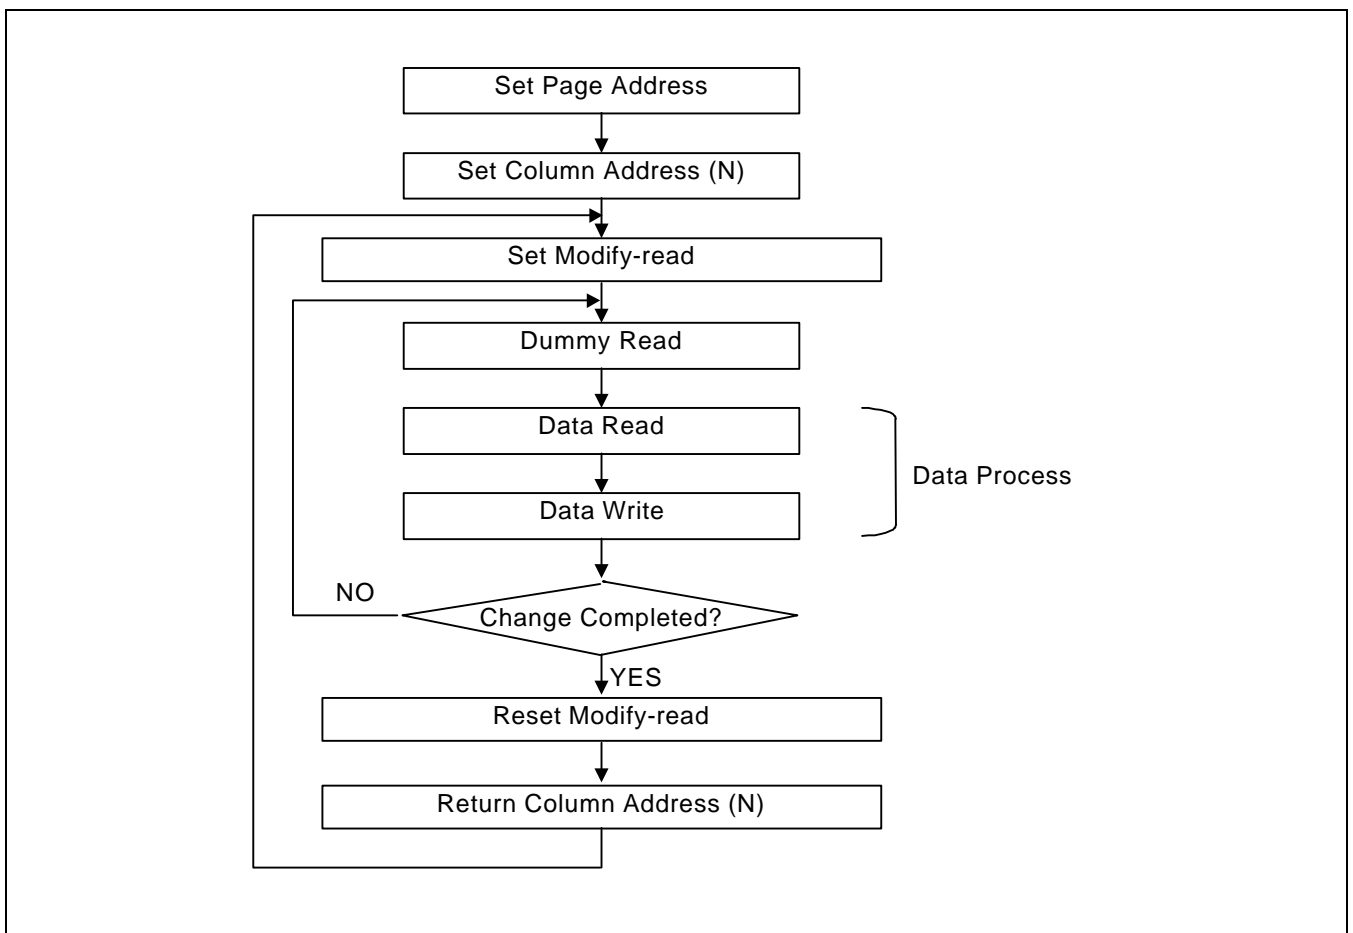 Set Page Address
Set Column Address (N)
Set Modify-read
Dummy Read
Data Read
Data Process
Data Write
NO
Change Completed?
YES
Reset Modify-read
Return Column Address (N)